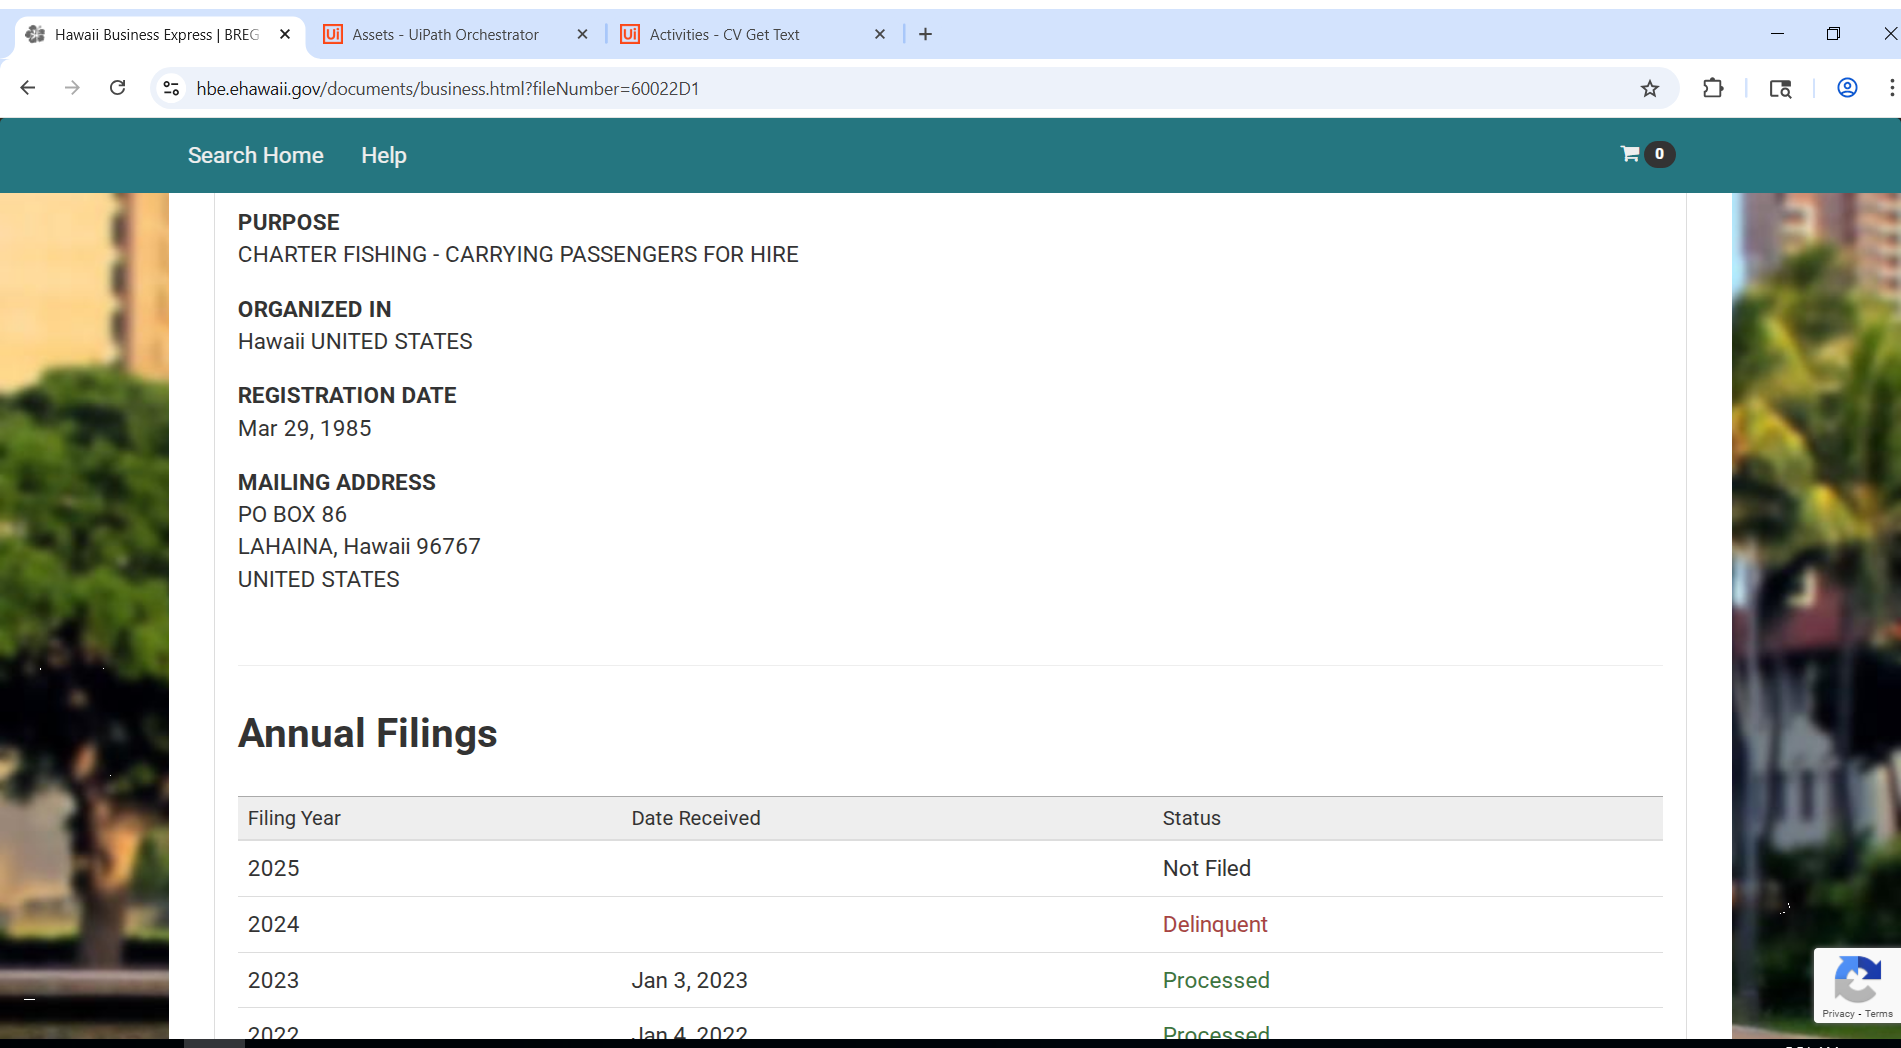 Hawaii Business Express | BREG
Assets - UiPath Orchestrator
Activities - CV Get Text
hbe.ehawaii.gov/documents/business.html?fileNumber=60022D1
Search Home Help 0
PURPOSE
CHARTER FISHING - CARRYING PASSENGERS FOR HIRE
ORGANIZED IN
Hawaii UNITED STATES
REGISTRATION DATE
Mar 29, 1985
MAILING ADDRESS
PO BOX 86
LAHAINA, Hawaii 96767
UNITED STATES
Annual Filings
Filing Year Date Received Status
2025 Not Filed
2024 Delinquent
2023 Jan 3, 2023 Processed
2022 Jan 4, 2022 Processed
Privacy - Terms